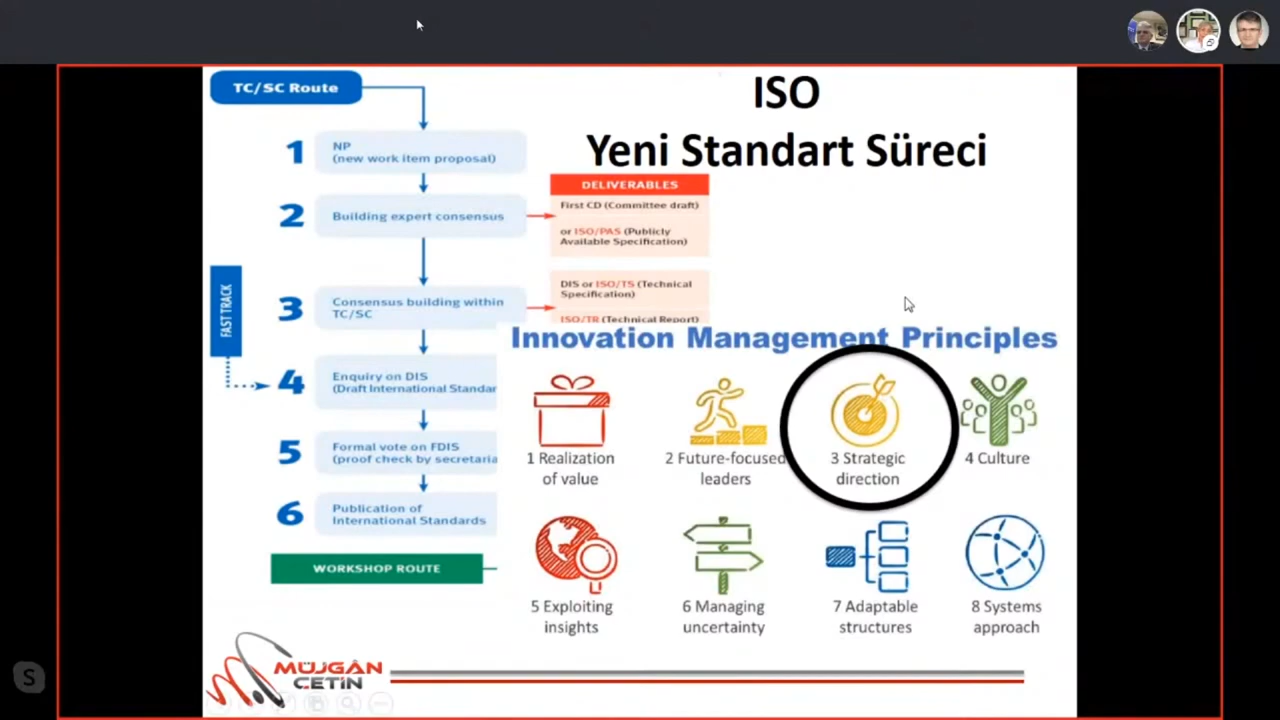 TC/SC Route
ISO
Yeni Standart Süreci
1
NP
(new work item proposal)
2
Building expert consensus
DELIVERABLES
First CD (Committee draft)
or ISO/PAS (Publicly
Available Specification)
FAST TRACK
3
Consensus building within
TC/SC
DIS or ISO/TS (Technical
Specification)
ISO/TR (Technical Report)
4
Enquiry on DIS
(Draft International Standar
5
Formal vote on FDIS
(proof check by secretaria
6
Publication of
International Standards
WORKSHOP ROUTE
Innovation Management Principles
1 Realization
of value
2 Future-focused
leaders
3 Strategic
direction
4 Culture
5 Exploiting
insights
6 Managing
uncertainty
7 Adaptable
structures
8 Systems
approach
MÜJGÂN
ÇETİN
S